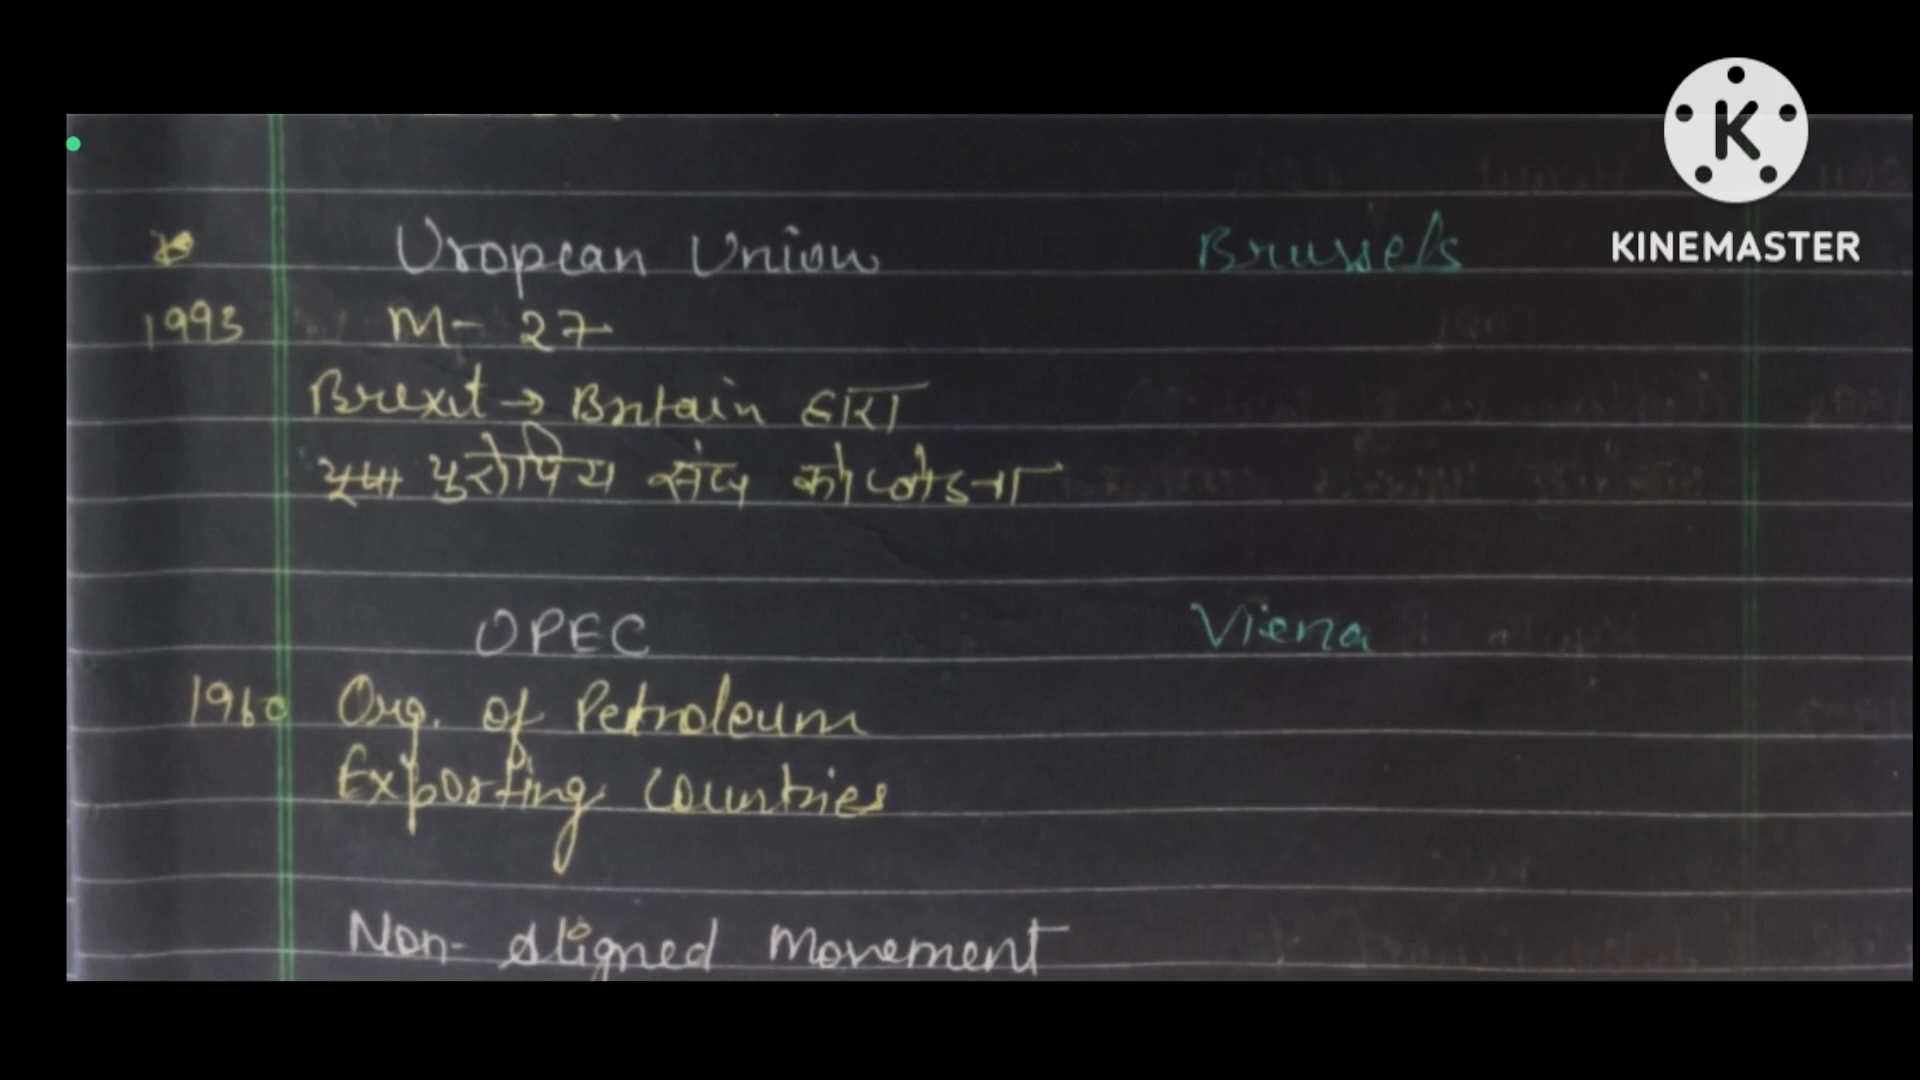 Uropean Union Brussels
1993 M- 27
Brexit → Britain द्वारा
युरोपिय संघ को छोडना
OPEC Viena
1960 Org. of Petroleum
Exporting Countries
Non-Aligned Movement
K
KINEMASTER